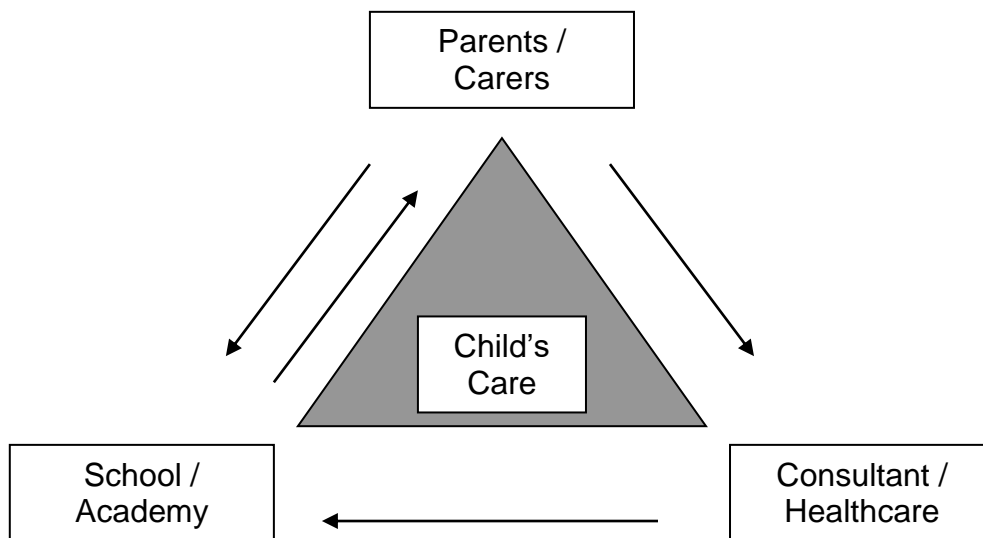 Parents /
Carers
Child’s
Care
School /
Academy
Consultant /
Healthcare